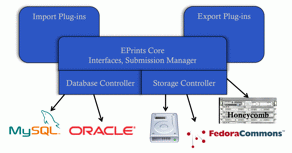 Import Plug-ins
Export Plug-ins
EPrints Core
Interfaces, Submission Manager
Database Controller
Storage Controller
Honeycomb
MySQL
ORACLE
FedoraCommons